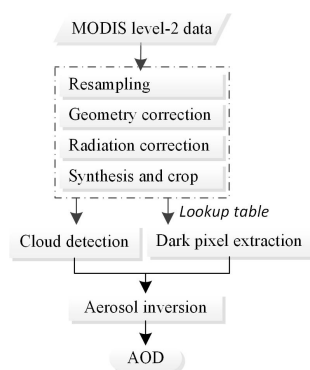 MODIS level-2 data
Resampling
Geometry correction
Radiation correction
Synthesis and crop
Lookup table
Cloud detection
Dark pixel extraction
Aerosol inversion
AOD